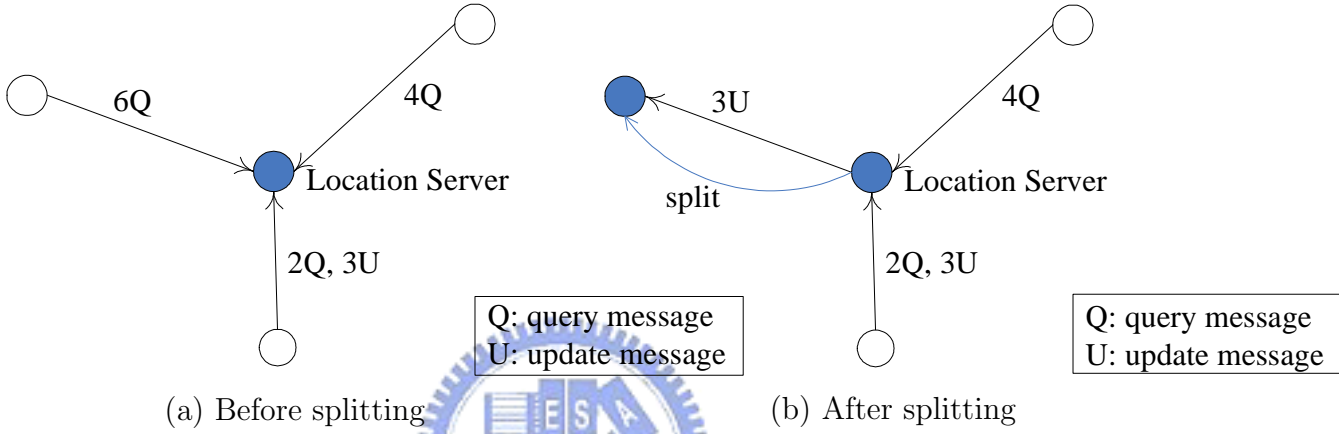 6Q
4Q
Location Server
2Q, 3U
Q: query message
U: update message
(a) Before splitting
3U
4Q
Location Server
split
2Q, 3U
Q: query message
U: update message
(b) After splitting
E S A